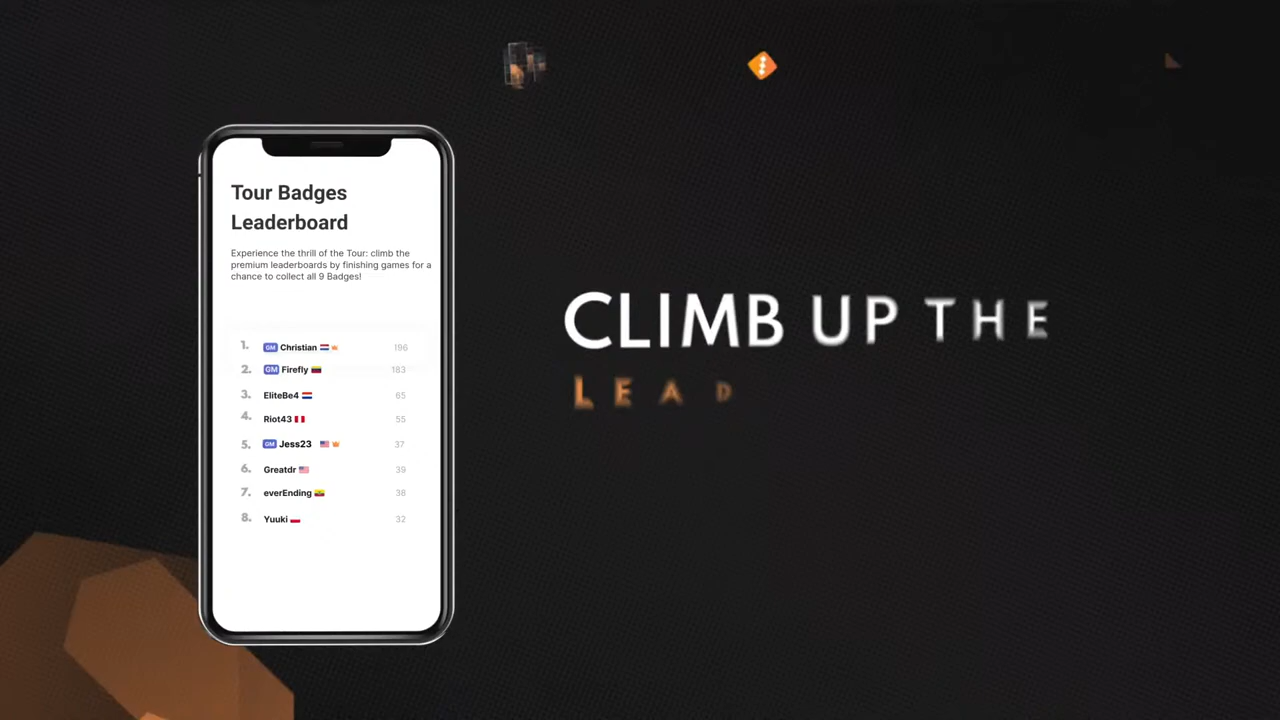 Tour Badges
Leaderboard
Experience the thrill of the Tour: climb the
premium leaderboards by finishing games for a
chance to collect all 9 Badges!
1. GM Christian 196
2. GM Firefly 183
3. EliteBe4 65
4. Riot43 55
5. GM Jess23 37
6. Greatdr 39
7. everEnding 38
8. Yuuki 32
CLIMB UP THE
LEAD